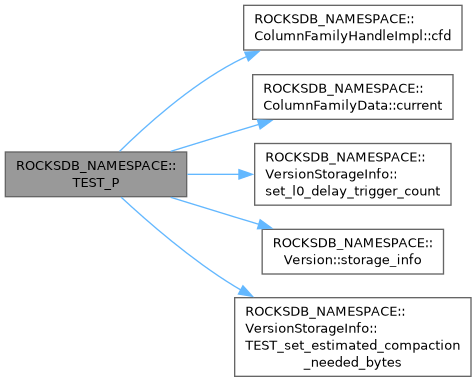 ROCKSDB_NAMESPACE::
ColumnFamilyHandleImpl::cfd
ROCKSDB_NAMESPACE::
ColumnFamilyData::current
ROCKSDB_NAMESPACE::
TEST_P
ROCKSDB_NAMESPACE::
VersionStorageInfo::
set_l0_delay_trigger_count
ROCKSDB_NAMESPACE::
Version::storage_info
ROCKSDB_NAMESPACE::
VersionStorageInfo::
TEST_set_estimated_compaction
_needed_bytes